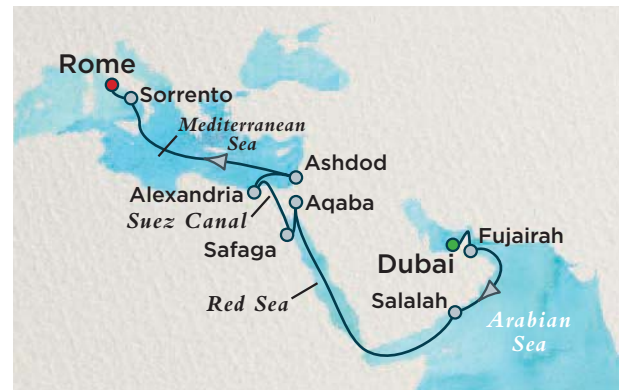 Rome
Sorrento
Mediterranean
Sea
Ashdod
Alexandria
Aqaba
Suez Canal
Safaga
Fujairah
Dubai
Red Sea
Salalah
Arabian
Sea